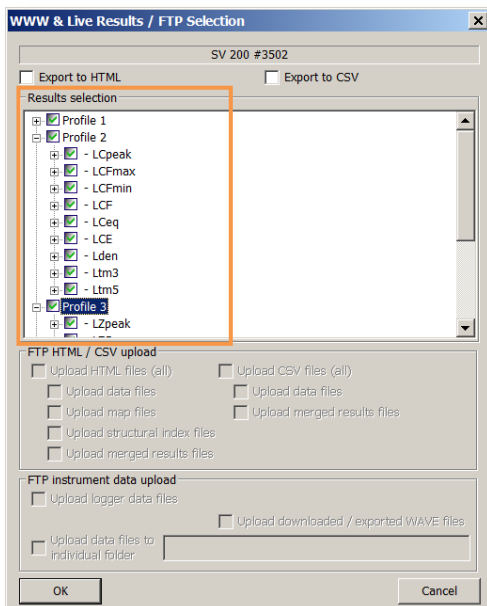 WWW & Live Results / FTP Selection
SV 200 #3502
Export to HTML Export to CSV
Results selection
Profile 1
Profile 2
- LCpeak
- LCFmax
- LCFmin
- LCF
- LCeq
- LCE
- Lden
- Ltm3
- Ltm5
Profile 3
- LZpeak
FTP HTML / CSV upload
Upload HTML files (all) Upload CSV files (all)
Upload data files Upload data files
Upload map files Upload merged results files
Upload structural index files
Upload merged results files
FTP instrument data upload
Upload logger data files
Upload downloaded / exported WAVE files
Upload data files to
individual folder
OK Cancel